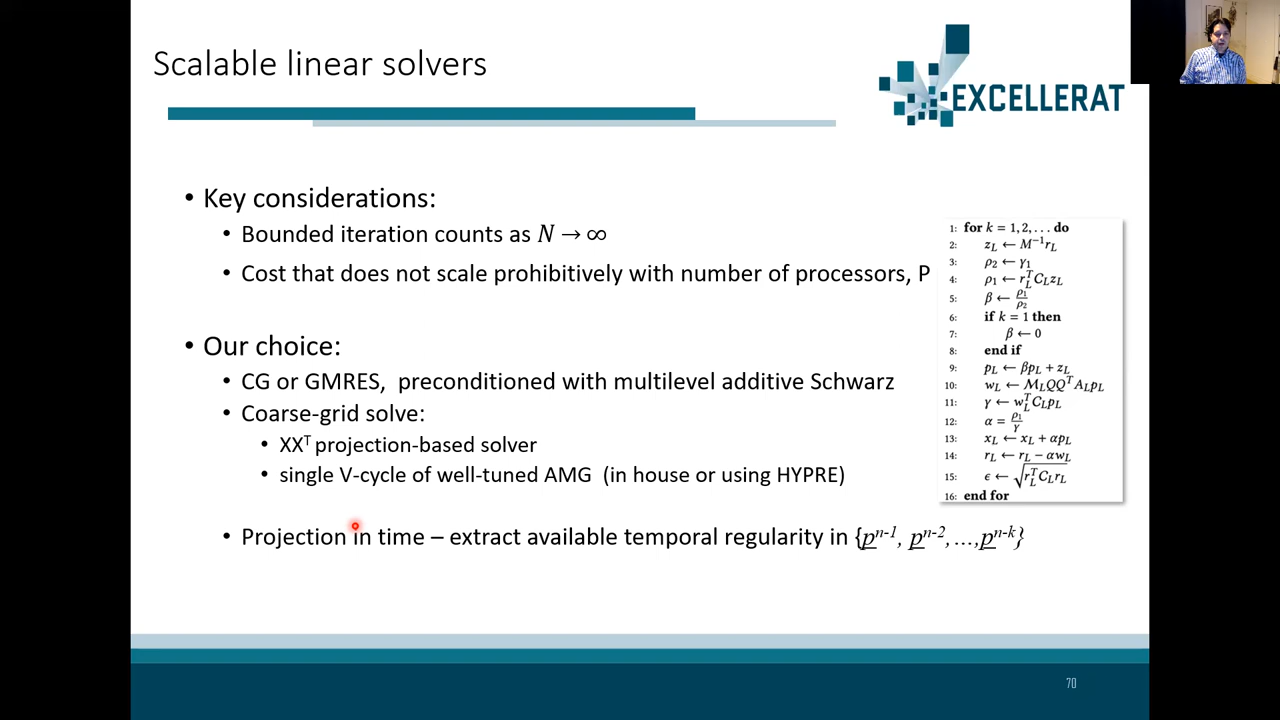 Scalable linear solvers
EXCELLERAT
• Key considerations:
• Bounded iteration counts as N → ∞
• Cost that does not scale prohibitively with number of processors, P
• Our choice:
• CG or GMRES, preconditioned with multilevel additive Schwarz
• Coarse-grid solve:
• XXᵀ projection-based solver
• single V-cycle of well-tuned AMG (in house or using HYPRE)
• Projection in time – extract available temporal regularity in {p̲ⁿ⁻¹, p̲ⁿ⁻², ...,p̲ⁿ⁻ᵏ}
1: for k = 1, 2, . . . do
2: z_L ← M⁻¹r_L
3: ρ₂ ← γ₁
4: ρ₁ ← r_Lᵀ C_L z_L
5: β ← ρ₁/ρ₂
6: if k = 1 then
7: β ← 0
8: end if
9: p_L ← βp_L + z_L
10: w_L ← M_L QQᵀ A_L p_L
11: γ ← w_Lᵀ C_L p_L
12: α = ρ₁/γ
13: x_L ← x_L + αp_L
14: r_L ← r_L − αw_L
15: ϵ ← √(r_Lᵀ C_L r_L)
16: end for
70